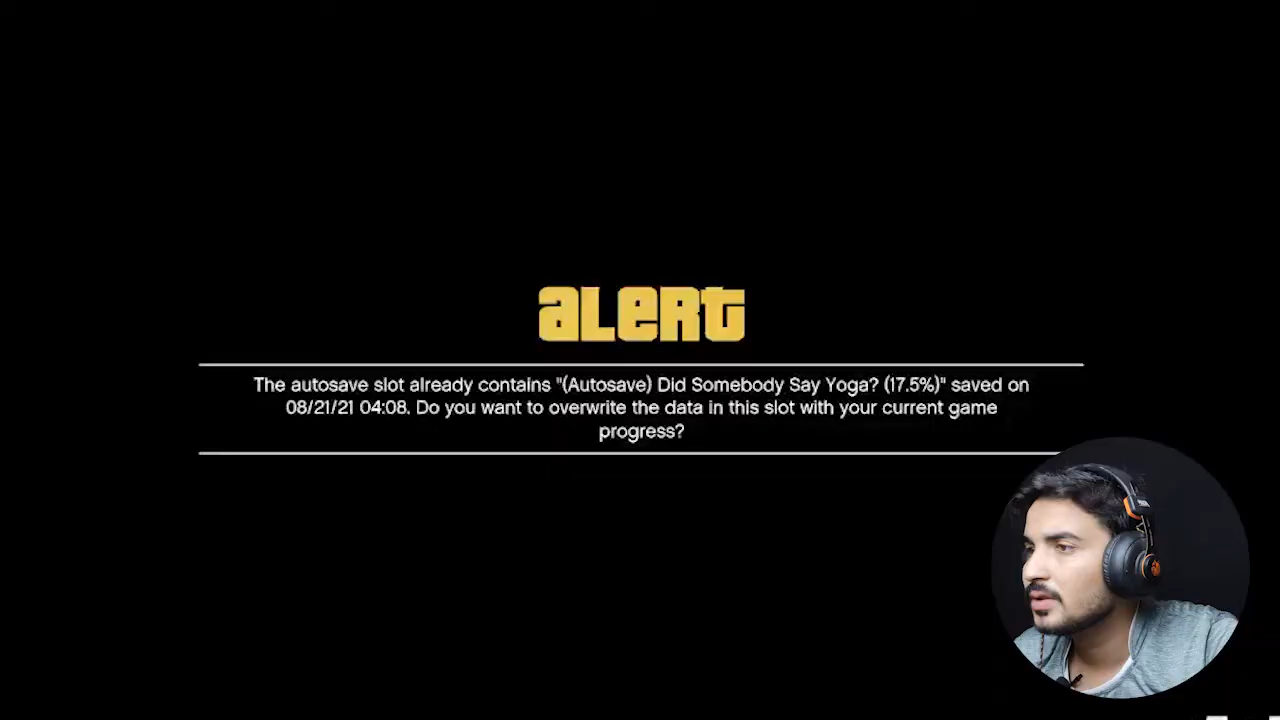 alert
The autosave slot already contains "(Autosave) Did Somebody Say Yoga? (17.5%)" saved on
08/21/21 04:08. Do you want to overwrite the data in this slot with your current game
progress?